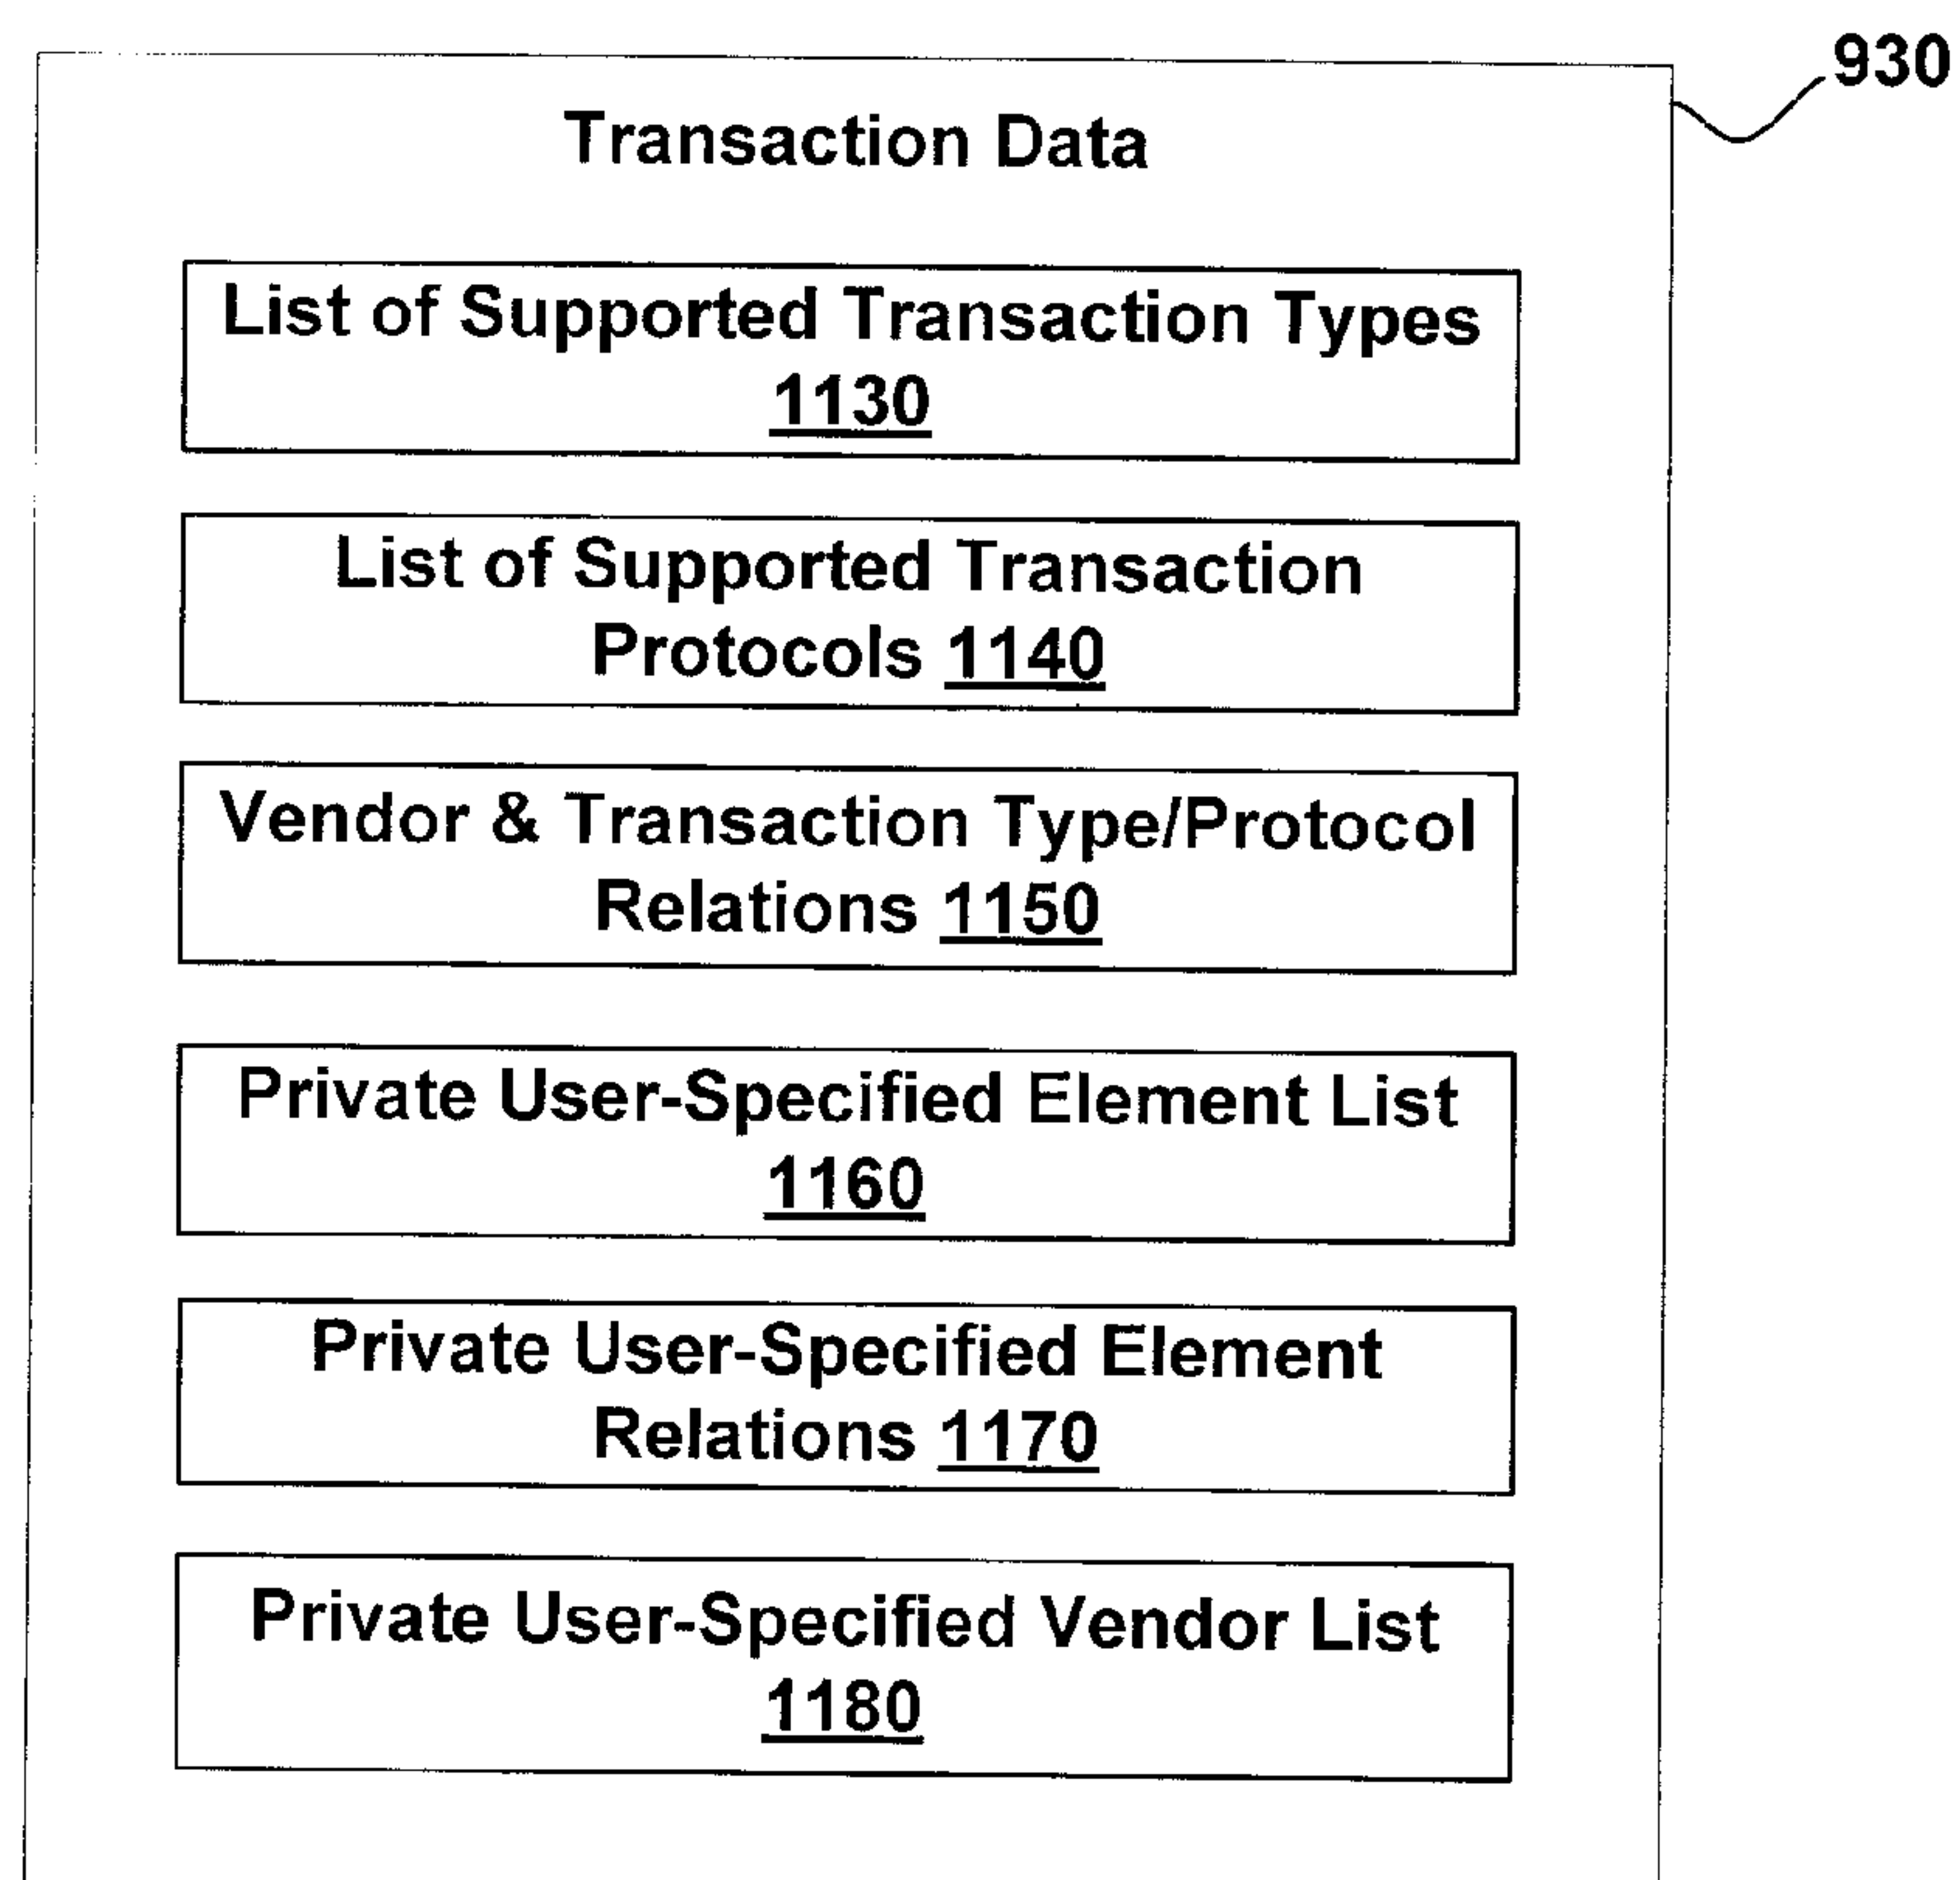 930
Transaction Data
List of Supported Transaction Types
1130
List of Supported Transaction
Protocols 1140
Vendor & Transaction Type/Protocol
Relations 1150
Private User-Specified Element List
1160
Private User-Specified Element
Relations 1170
Private User-Specified Vendor List
1180